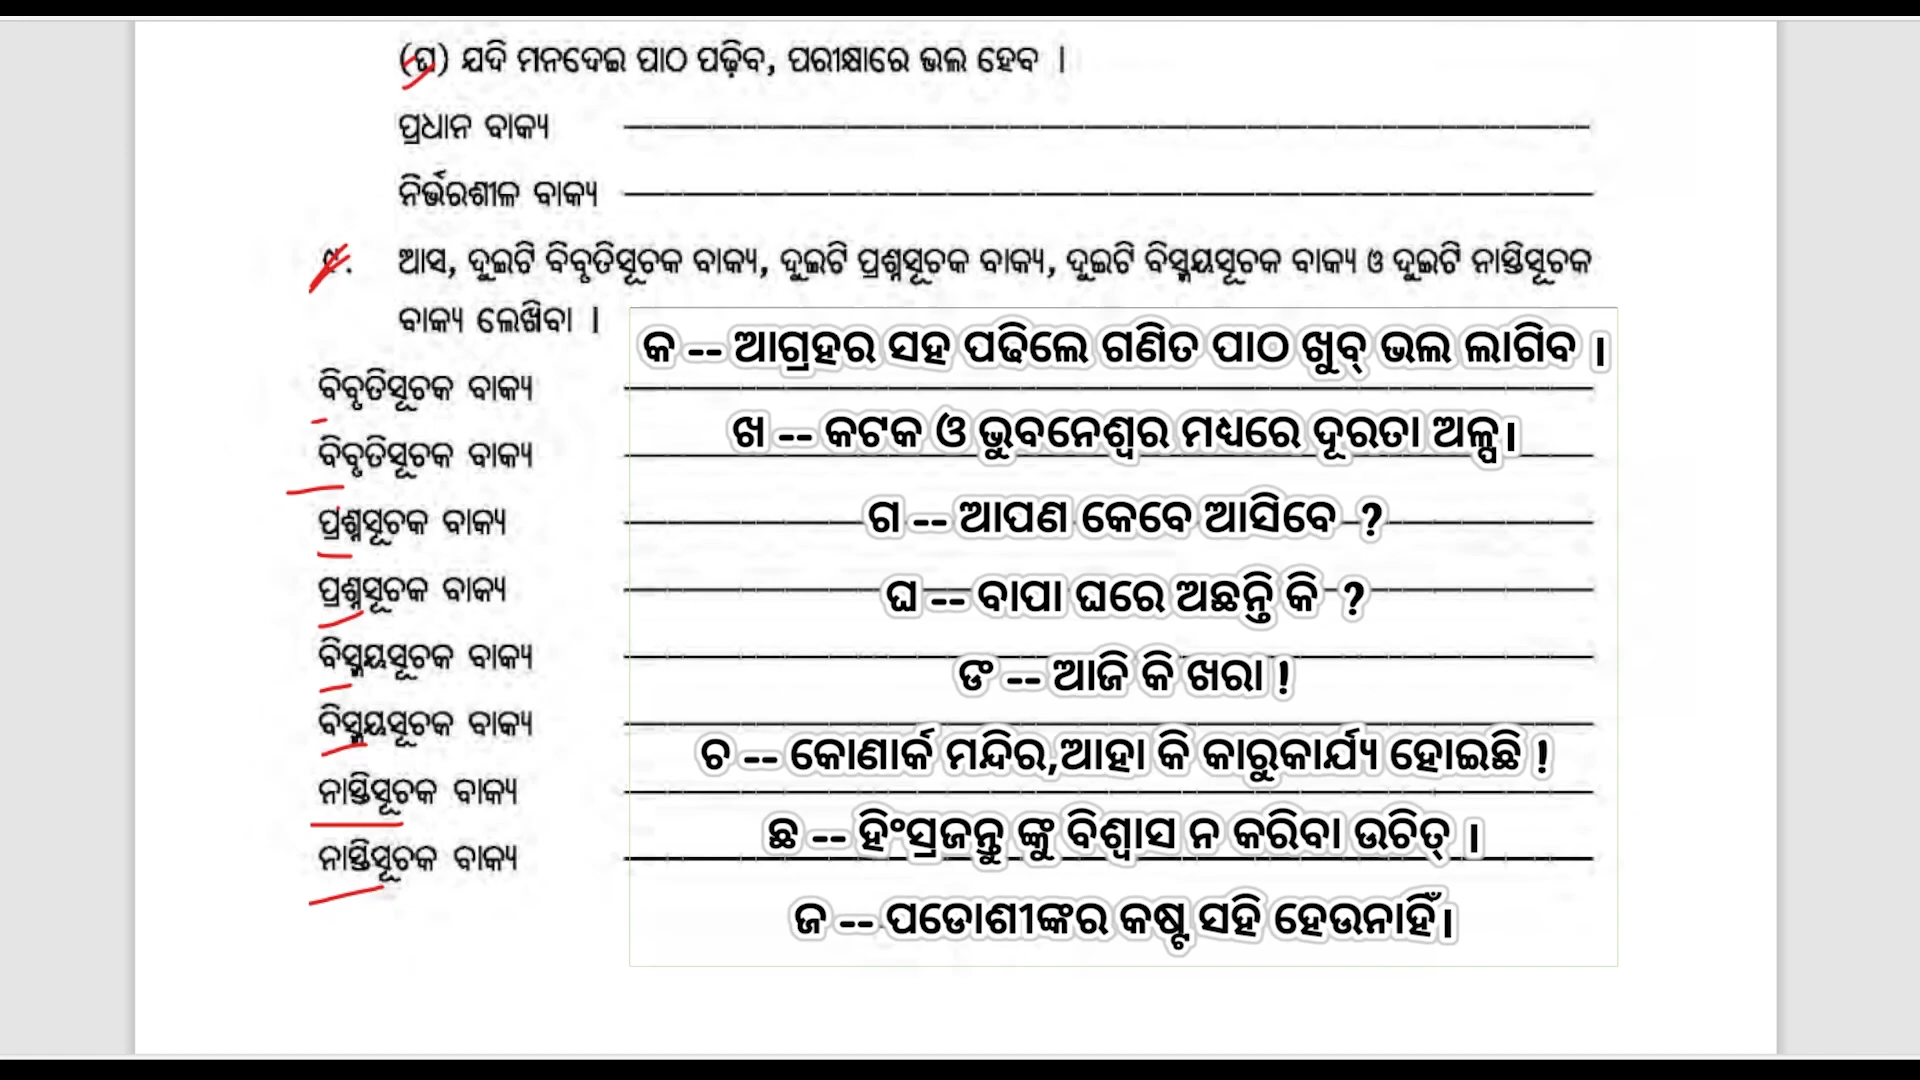 (ଘ) ଯଦି ମନଦେଇ ପାଠ ପଢ଼ିବ, ପରୀକ୍ଷାରେ ଭଲ ହେବ ।
ପ୍ରଧାନ ବାକ୍ୟ
ନିର୍ଭରଶୀଳ ବାକ୍ୟ
ଆସ, ଦୁଇଟି ବିବୃତିସୂଚକ ବାକ୍ୟ, ଦୁଇଟି ପ୍ରଶ୍ନସୂଚକ ବାକ୍ୟ, ଦୁଇଟି ବିସ୍ମୟସୂଚକ ବାକ୍ୟ ଓ ଦୁଇଟି ନାସ୍ତିସୂଚକ
ବାକ୍ୟ ଲେଖିବା ।
କ -- ଆଗ୍ରହର ସହ ପଢିଲେ ଗଣିତ ପାଠ ଖୁବ୍ ଭଲ ଲାଗିବ ।
ବିବୃତିସୂଚକ ବାକ୍ୟ
ଖ -- କଟକ ଓ ଭୁବନେଶ୍ୱର ମଧ୍ୟରେ ଦୂରତା ଅଳ୍ପ।
ବିବୃତିସୂଚକ ବାକ୍ୟ
ଗ -- ଆପଣ କେବେ ଆସିବେ ?
ପ୍ରଶ୍ନସୂଚକ ବାକ୍ୟ
ଘ -- ବାପା ଘରେ ଅଛନ୍ତି କି ?
ପ୍ରଶ୍ନସୂଚକ ବାକ୍ୟ
ଙ -- ଆଜି କି ଖରା !
ବିସ୍ମୟସୂଚକ ବାକ୍ୟ
ଚ -- କୋଣାର୍କ ମନ୍ଦିର,ଆହା କି କାରୁକାର୍ଯ୍ୟ ହୋଇଛି !
ବିସ୍ମୟସୂଚକ ବାକ୍ୟ
ଛ -- ହିଂସ୍ରଜନ୍ତୁ ଙ୍କୁ ବିଶ୍ୱାସ ନ କରିବା ଉଚିତ୍ ।
ନାସ୍ତିସୂଚକ ବାକ୍ୟ
ଜ -- ପଡୋଶୀଙ୍କର କଷ୍ଟ ସହି ହେଉନାହିଁ।
ନାସ୍ତିସୂଚକ ବାକ୍ୟ